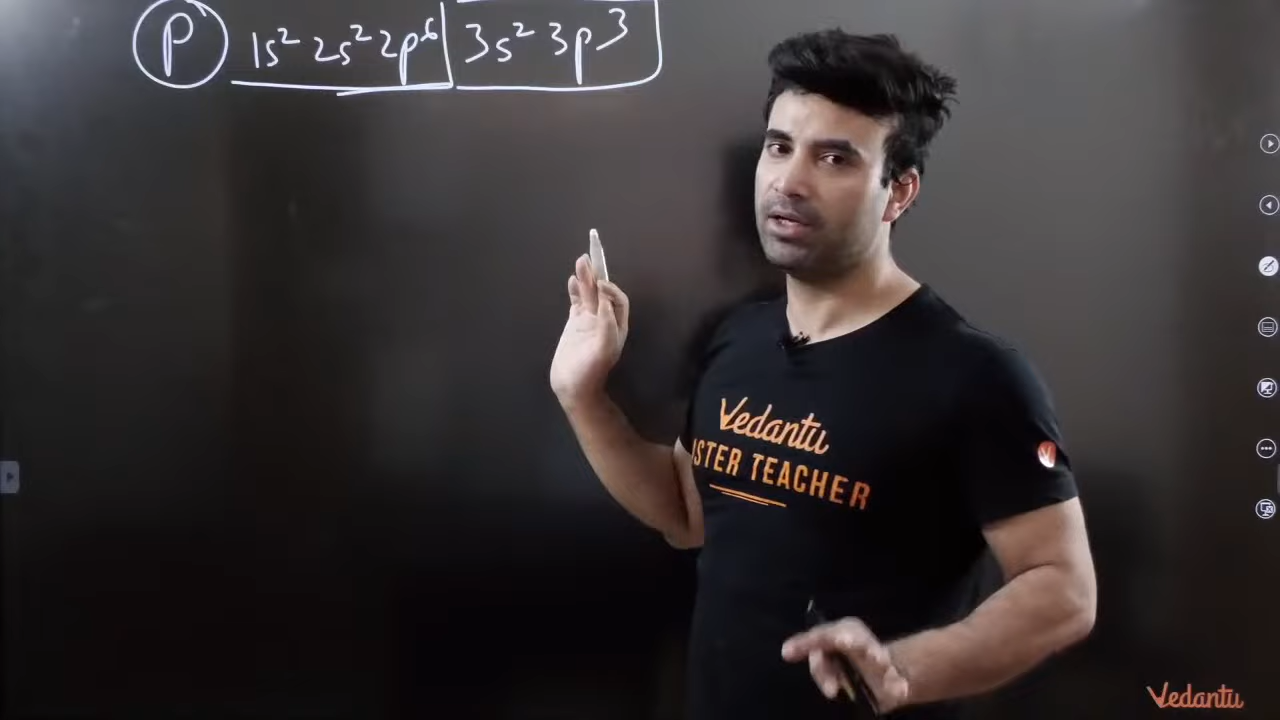 P 1s² 2s² 2p⁶ 3s² 3p³
Vedantu
STER TEACHER
Vedantu